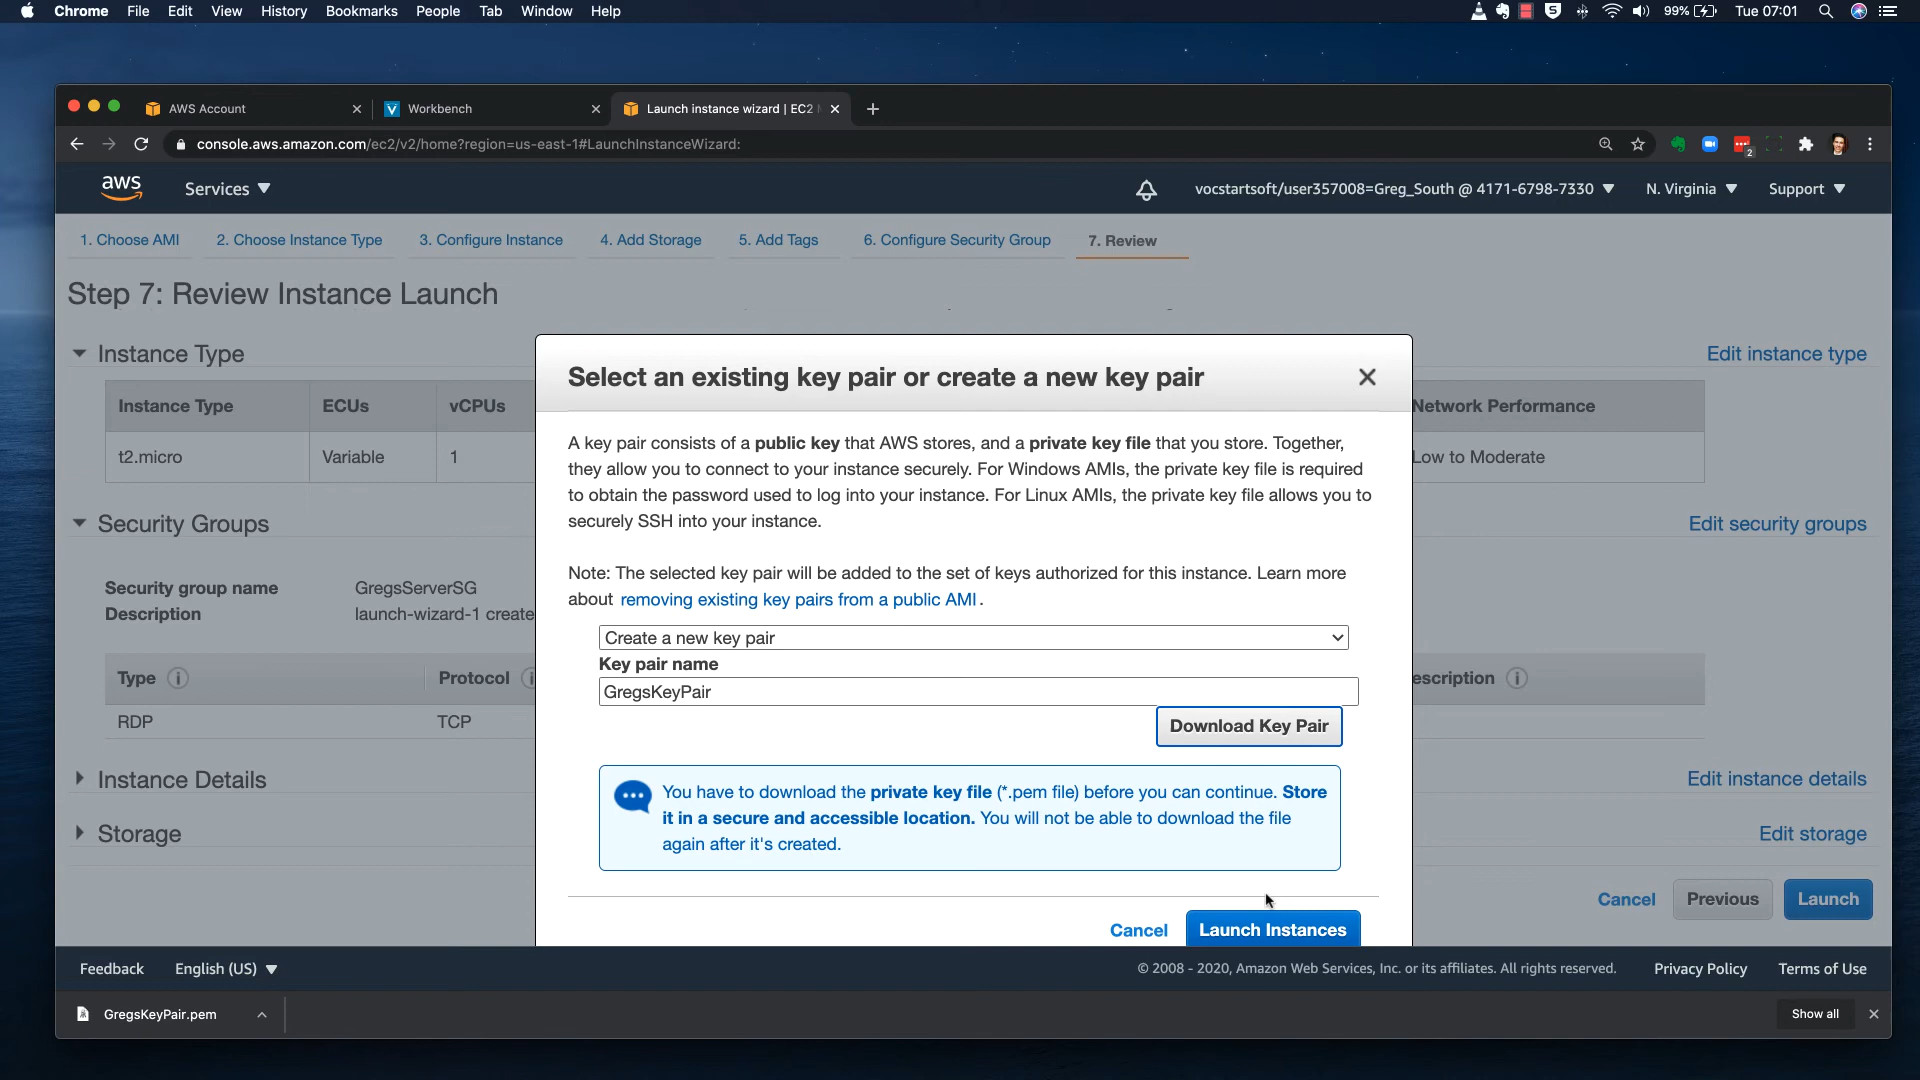 Chrome File Edit View History Bookmarks People Tab Window Help 99% Tue 07:01
AWS Account Workbench Launch instance wizard | EC2
console.aws.amazon.com/ec2/v2/home?region=us-east-1#LaunchInstanceWizard: 2
aws Services vocstartsoft/user357008=Greg_South @ 4171-6798-7330 N. Virginia Support
1. Choose AMI 2. Choose Instance Type 3. Configure Instance 4. Add Storage 5. Add Tags 6. Configure Security Group 7. Review
Step 7: Review Instance Launch
Instance Type Edit instance type
Instance Type ECUs vCPUs Network Performance
t2.micro Variable 1 Low to Moderate
Security Groups Edit security groups
Security group name GregsServerSG
Description launch-wizard-1 create
Type Protocol escription
RDP TCP
Instance Details Edit instance details
Storage Edit storage
Cancel Previous Launch
Select an existing key pair or create a new key pair
A key pair consists of a public key that AWS stores, and a private key file that you store. Together,
they allow you to connect to your instance securely. For Windows AMIs, the private key file is required
to obtain the password used to log into your instance. For Linux AMIs, the private key file allows you to
securely SSH into your instance.
Note: The selected key pair will be added to the set of keys authorized for this instance. Learn more
about removing existing key pairs from a public AMI.
Create a new key pair
Key pair name
GregsKeyPair
Download Key Pair
You have to download the private key file (*.pem file) before you can continue. Store
it in a secure and accessible location. You will not be able to download the file
again after it's created.
Cancel Launch Instances
Feedback English (US) © 2008 - 2020, Amazon Web Services, Inc. or its affiliates. All rights reserved. Privacy Policy Terms of Use
GregsKeyPair.pem Show all